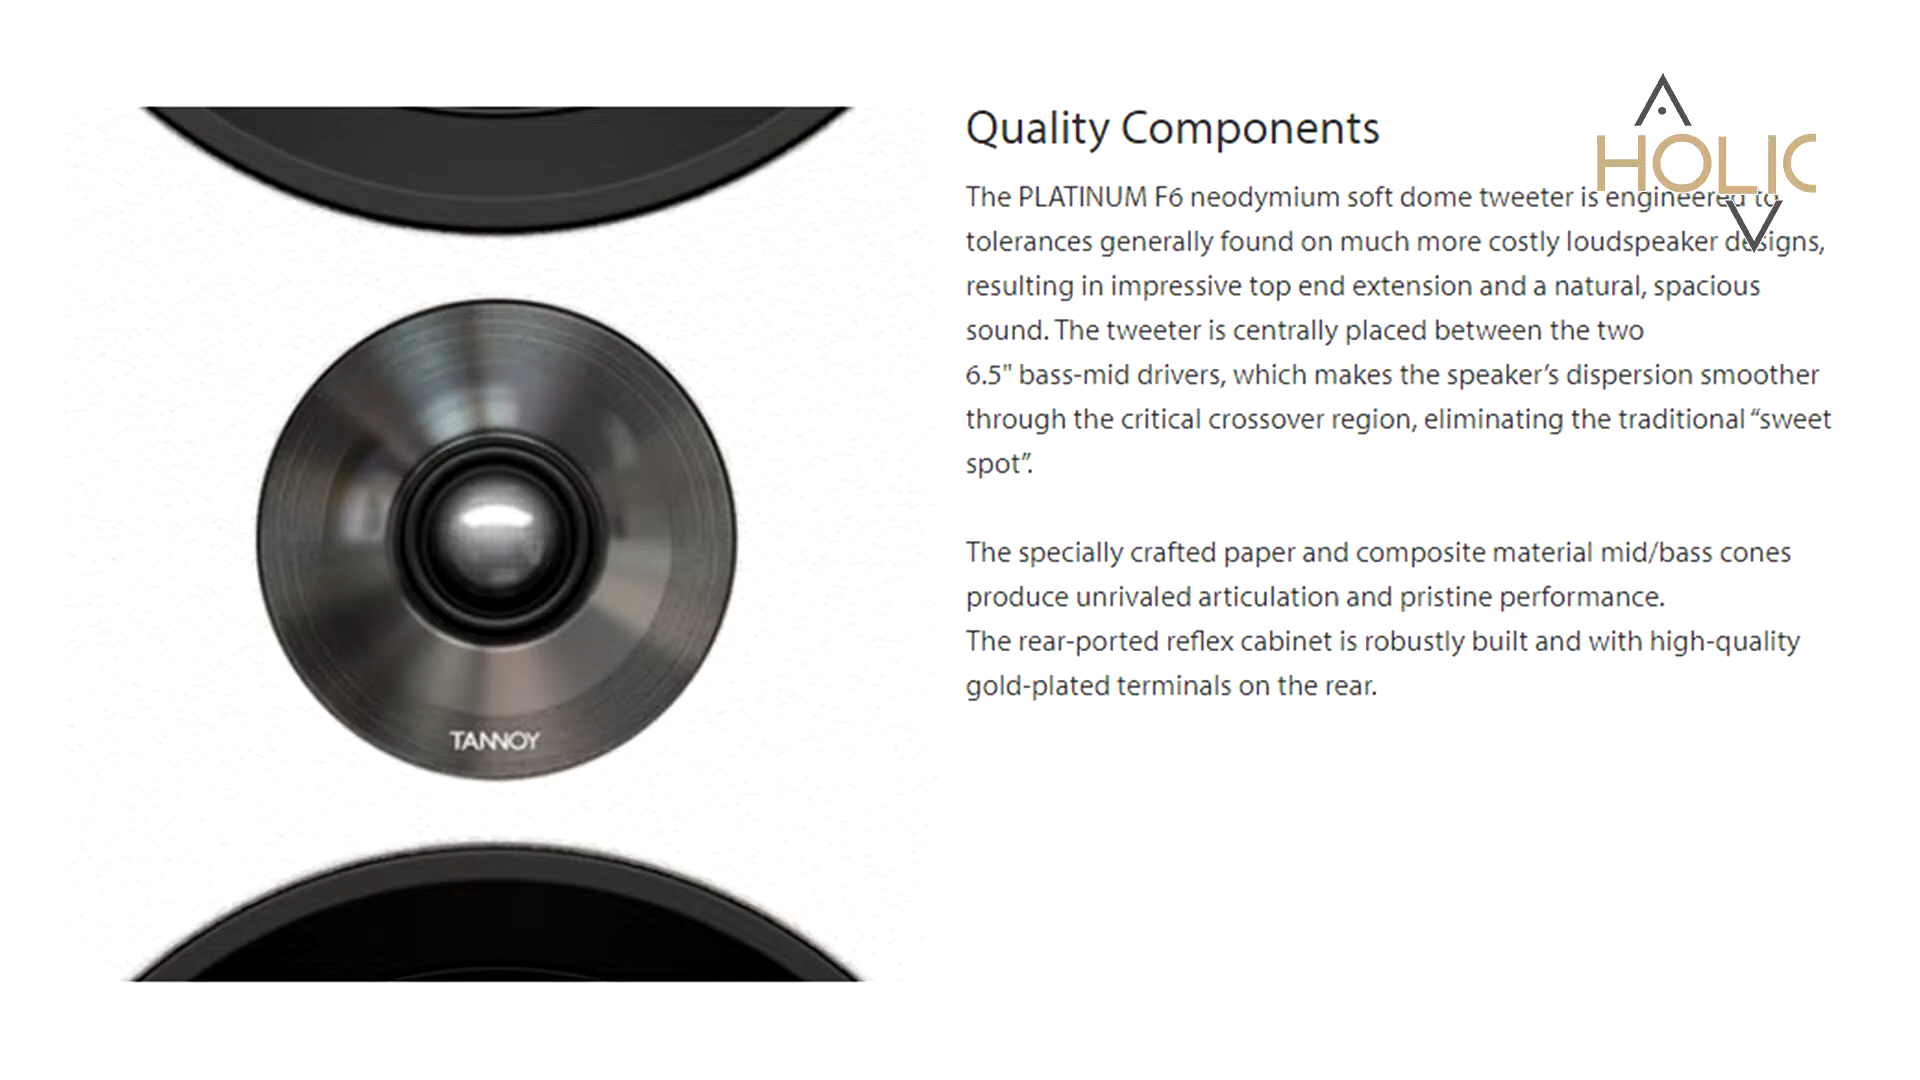 Quality Components
HOLIC
The PLATINUM F6 neodymium soft dome tweeter is engineered to
tolerances generally found on much more costly loudspeaker designs,
resulting in impressive top end extension and a natural, spacious
sound. The tweeter is centrally placed between the two
6.5" bass-mid drivers, which makes the speaker’s dispersion smoother
through the critical crossover region, eliminating the traditional “sweet
spot”.
The specially crafted paper and composite material mid/bass cones
produce unrivaled articulation and pristine performance.
The rear-ported reflex cabinet is robustly built and with high-quality
gold-plated terminals on the rear.
TANNOY